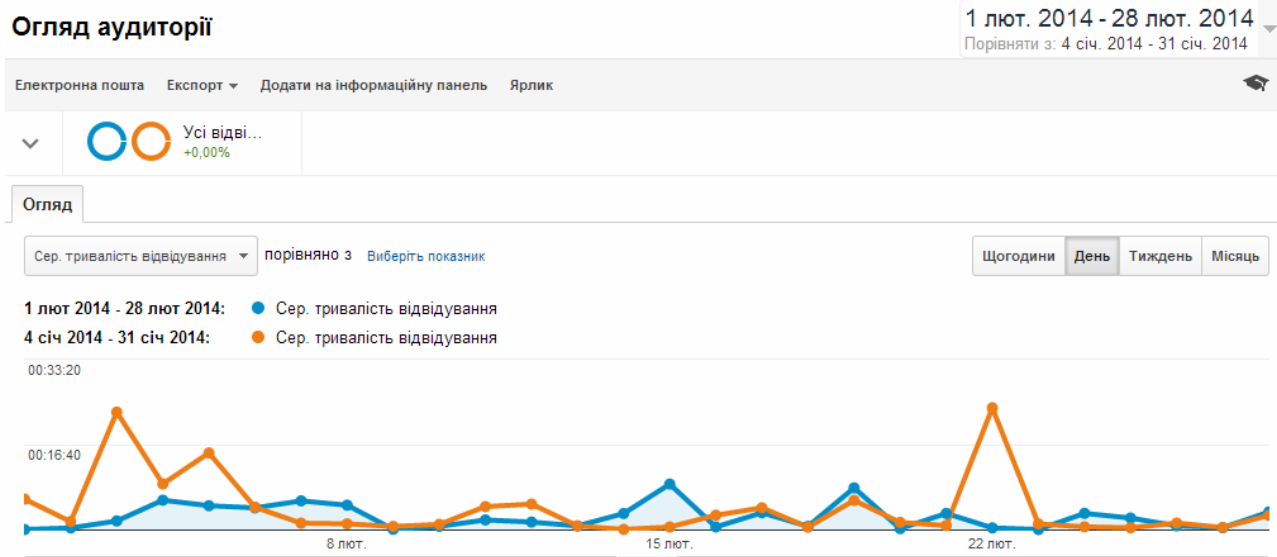 Огляд аудиторії
1 лют. 2014 - 28 лют. 2014
Порівняти з: 4 січ. 2014 - 31 січ. 2014
Електронна пошта Експорт Додати на інформаційну панель Ярлик
Усі відві...
+0,00%
Огляд
Сер. тривалість відвідування порівняно з Виберіть показник Щогодини День Тиждень Місяць
1 лют 2014 - 28 лют 2014: Сер. тривалість відвідування
4 січ 2014 - 31 січ 2014: Сер. тривалість відвідування
00:33:20
00:16:40
8 лют. 15 лют. 22 лют.